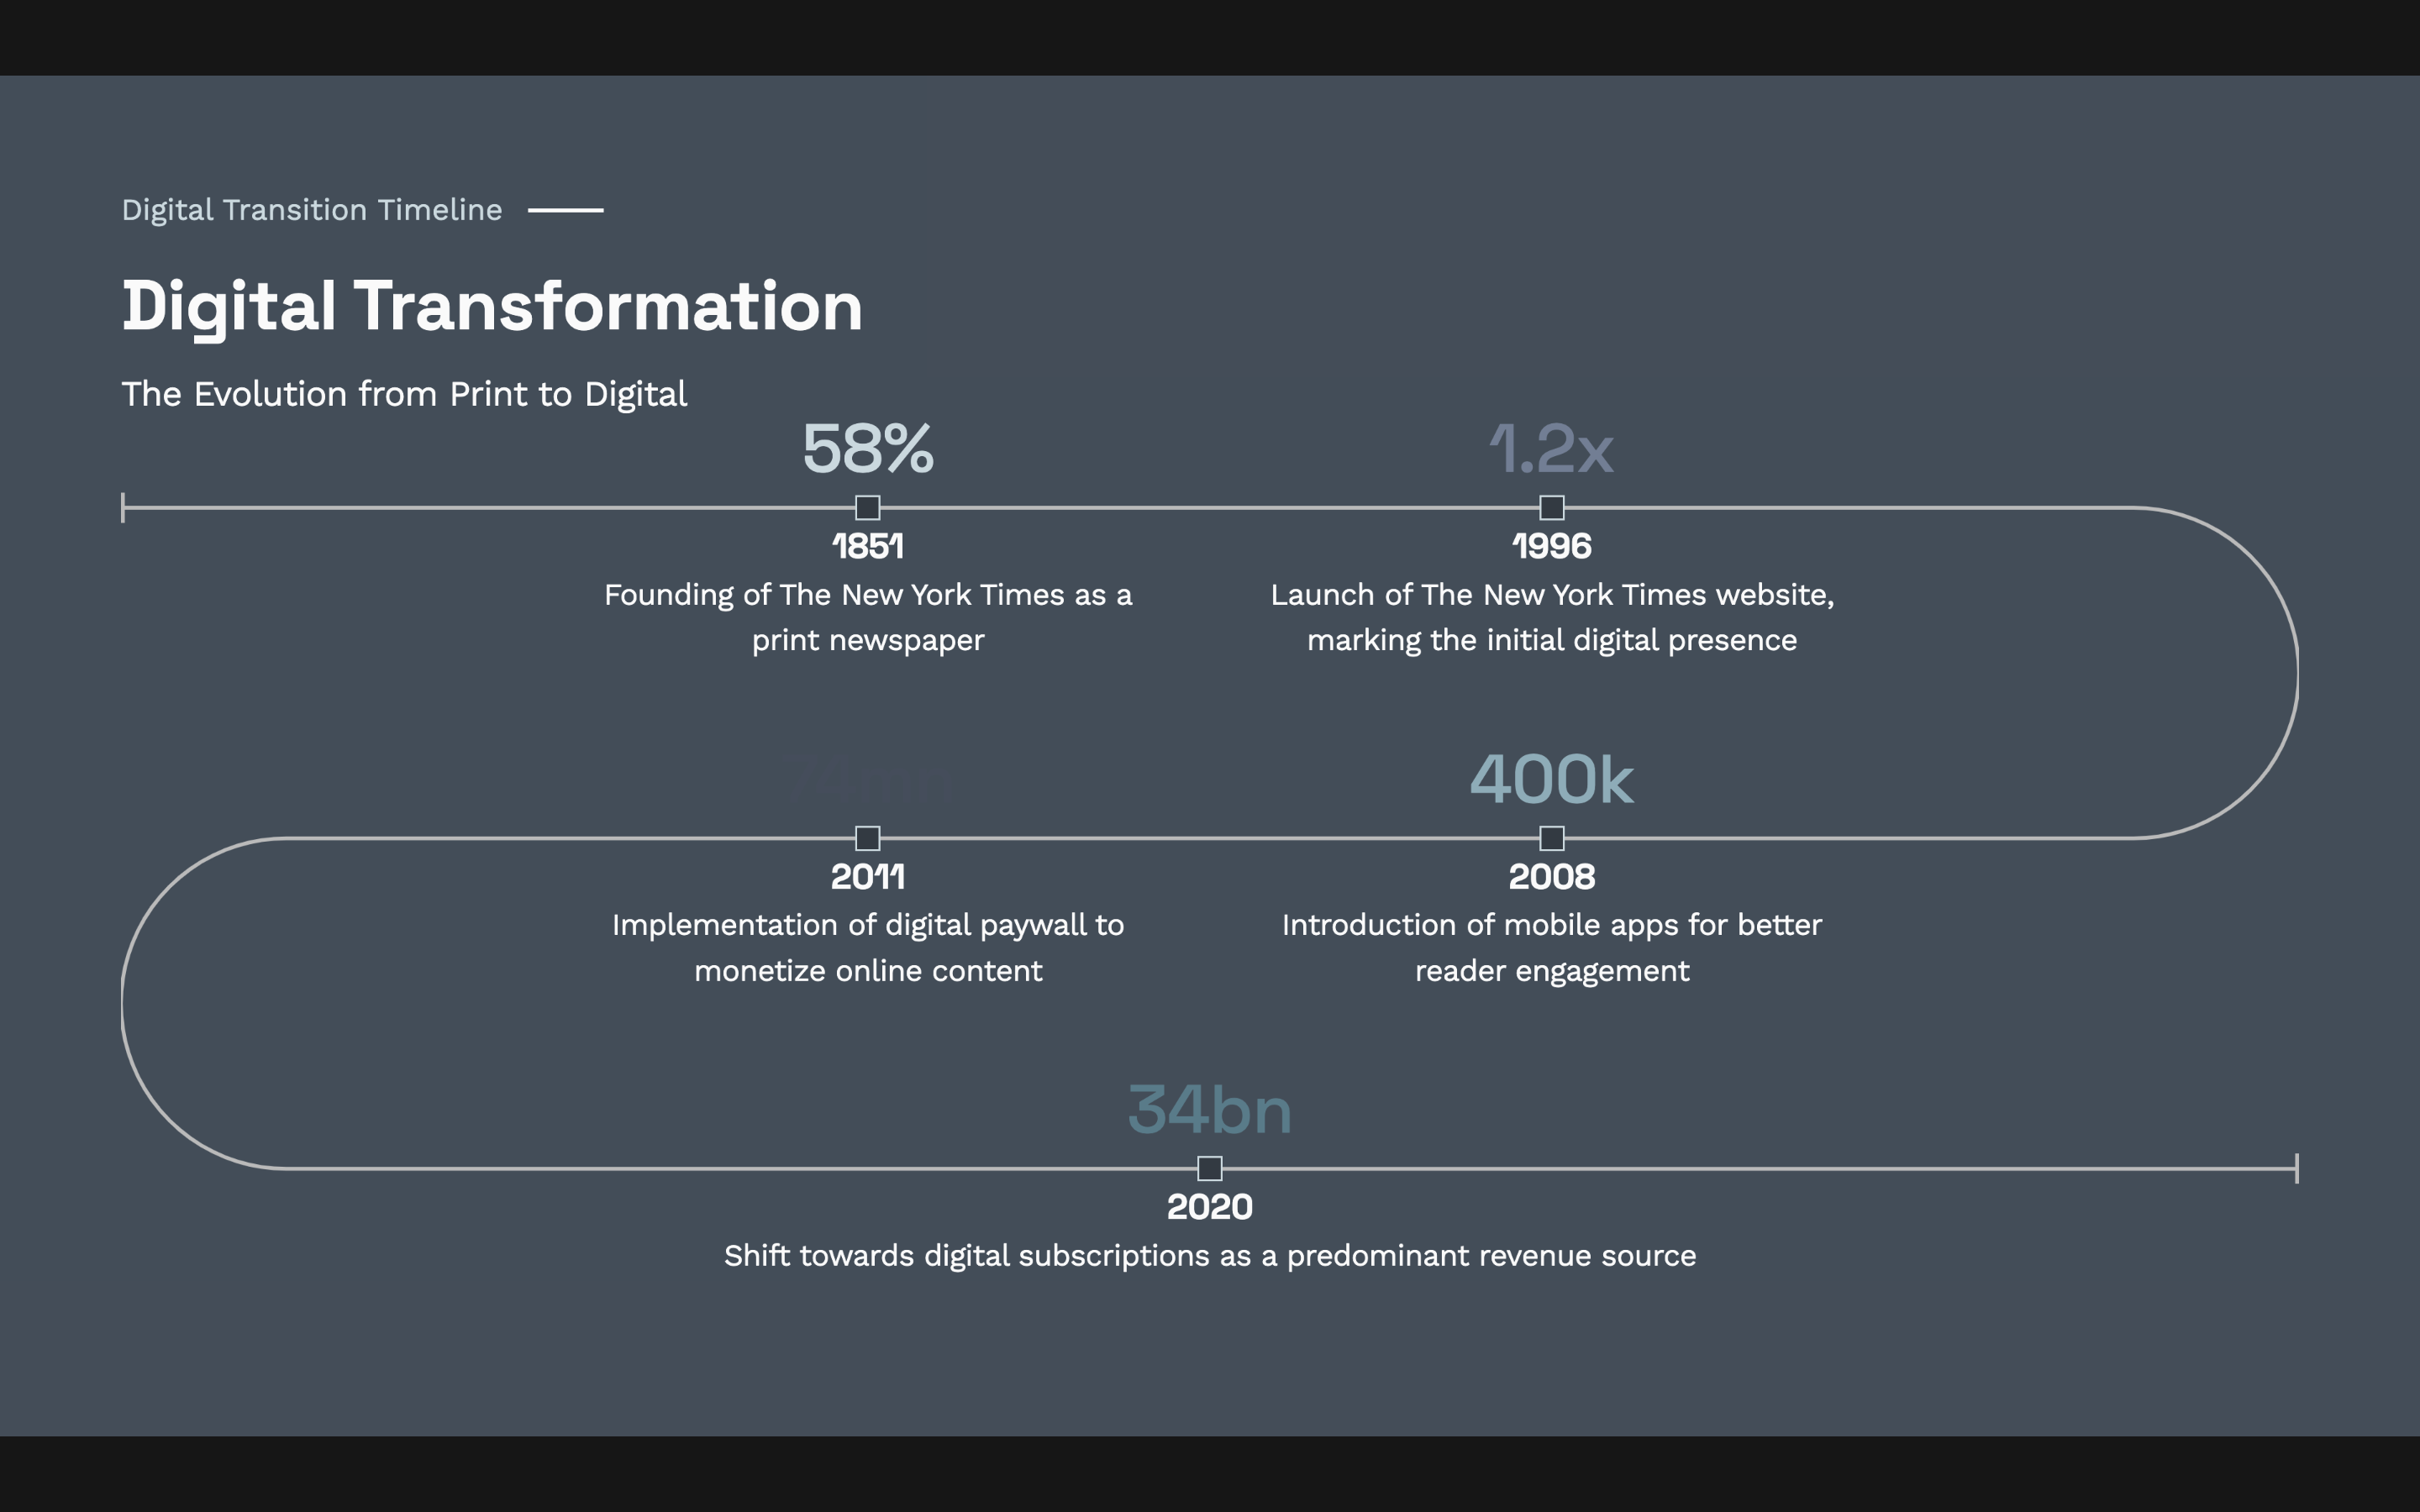 Digital Transition Timeline
Digital Transformation
The Evolution from Print to Digital
58%
1851
Founding of The New York Times as a
print newspaper
1.2x
1996
Launch of The New York Times website,
marking the initial digital presence
400k
2008
Introduction of mobile apps for better
reader engagement
2011
Implementation of digital paywall to
monetize online content
34bn
2020
Shift towards digital subscriptions as a predominant revenue source